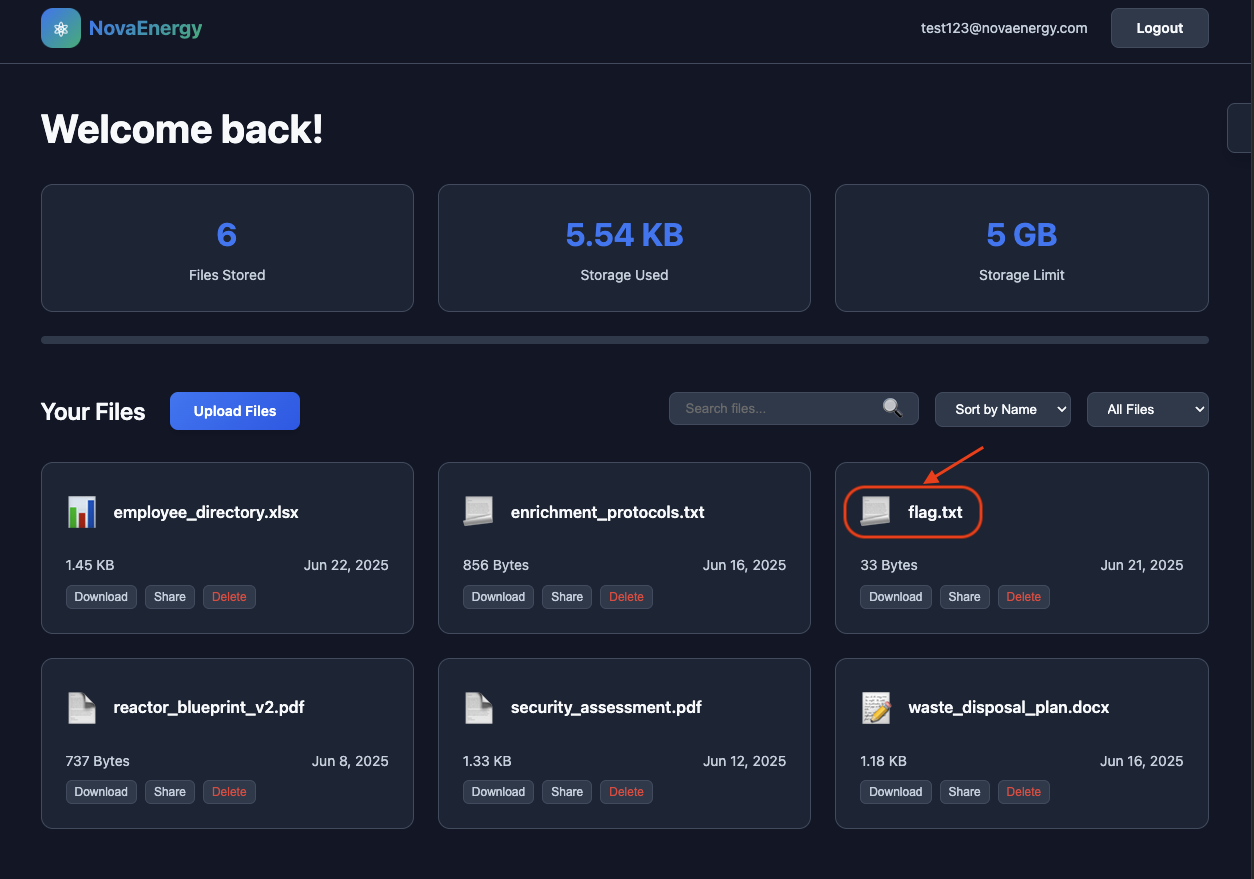 NovaEnergy
test123@novaenergy.com
Logout
Welcome back!
6
Files Stored
5.54 KB
Storage Used
5 GB
Storage Limit
Your Files
Upload Files
Search files...
Sort by Name
All Files
employee_directory.xlsx
1.45 KB
Jun 22, 2025
Download
Share
Delete
enrichment_protocols.txt
856 Bytes
Jun 16, 2025
Download
Share
Delete
flag.txt
33 Bytes
Jun 21, 2025
Download
Share
Delete
reactor_blueprint_v2.pdf
737 Bytes
Jun 8, 2025
Download
Share
Delete
security_assessment.pdf
1.33 KB
Jun 12, 2025
Download
Share
Delete
waste_disposal_plan.docx
1.18 KB
Jun 16, 2025
Download
Share
Delete